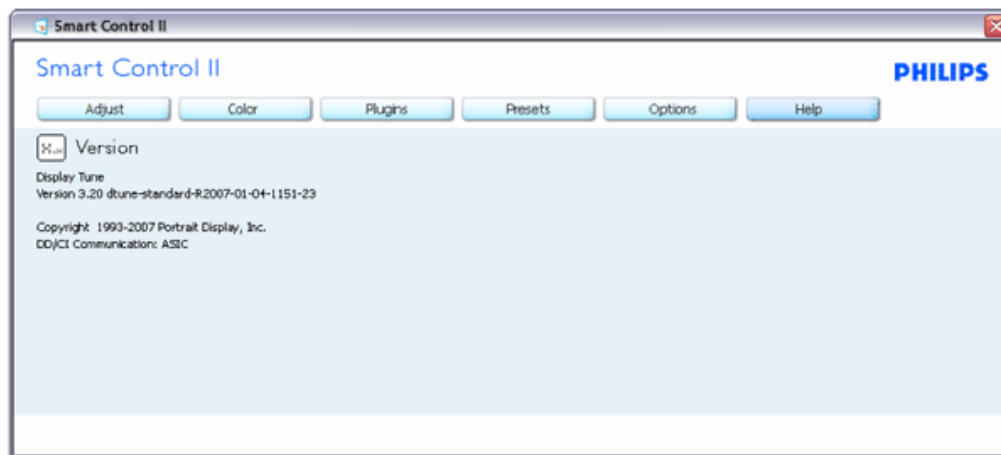 Smart Control II
Smart Control II
PHILIPS
Adjust Color Plugins Presets Options Help
Version
Display Tune
Version 3.20 dtune-standard-R2007-01-04-1151-23
Copyright 1993-2007 Portrait Display, Inc.
DD/CI Communication: ASIC